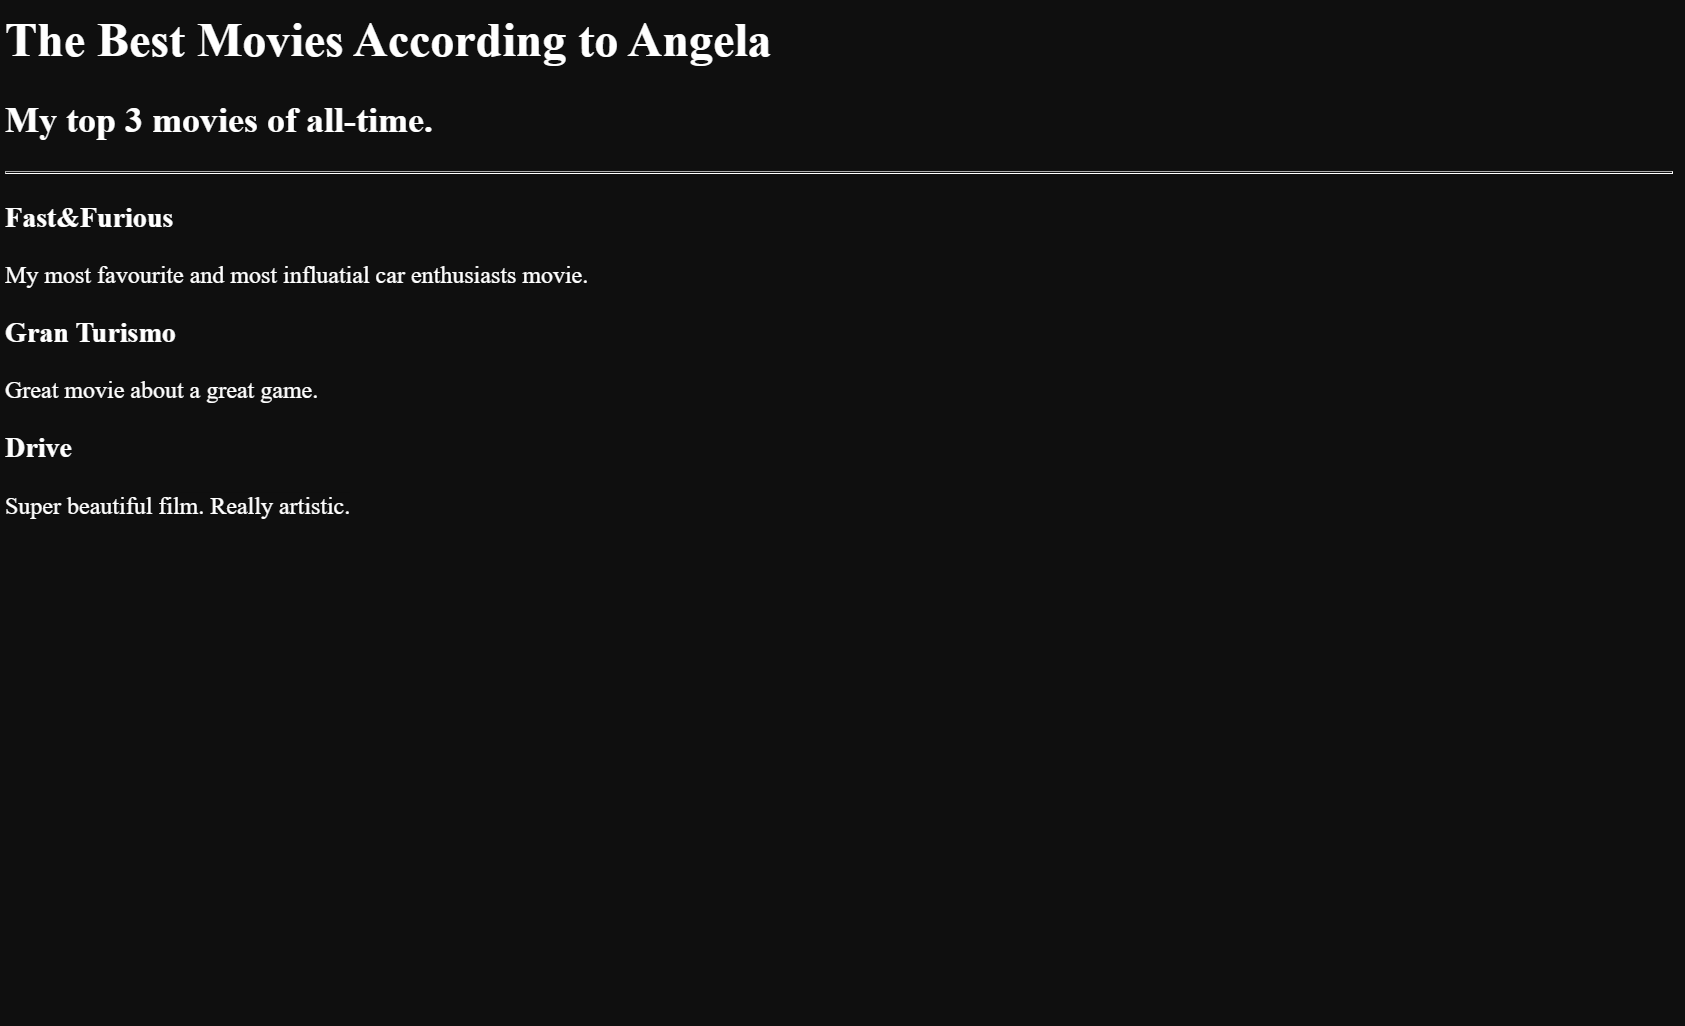 The Best Movies According to Angela
My top 3 movies of all-time.
Fast&Furious
My most favourite and most influatial car enthusiasts movie.
Gran Turismo
Great movie about a great game.
Drive
Super beautiful film. Really artistic.